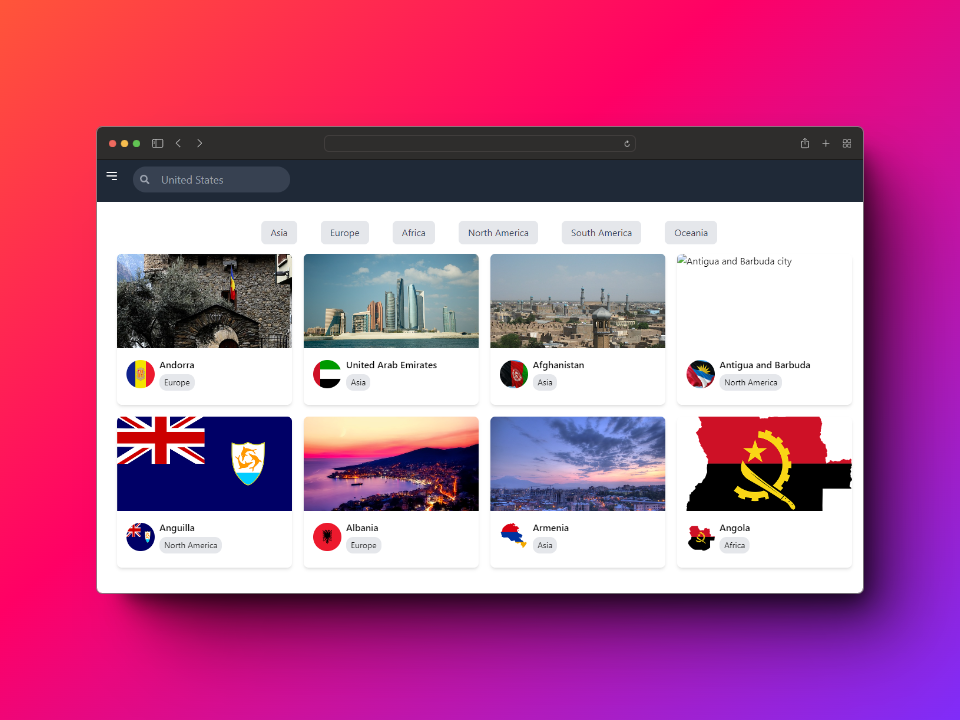 United States
Asia
Europe
Africa
North America
South America
Oceania
Antigua and Barbuda city
Andorra
Europe
United Arab Emirates
Asia
Afghanistan
Asia
Antigua and Barbuda
North America
Anguilla
North America
Albania
Europe
Armenia
Asia
Angola
Africa